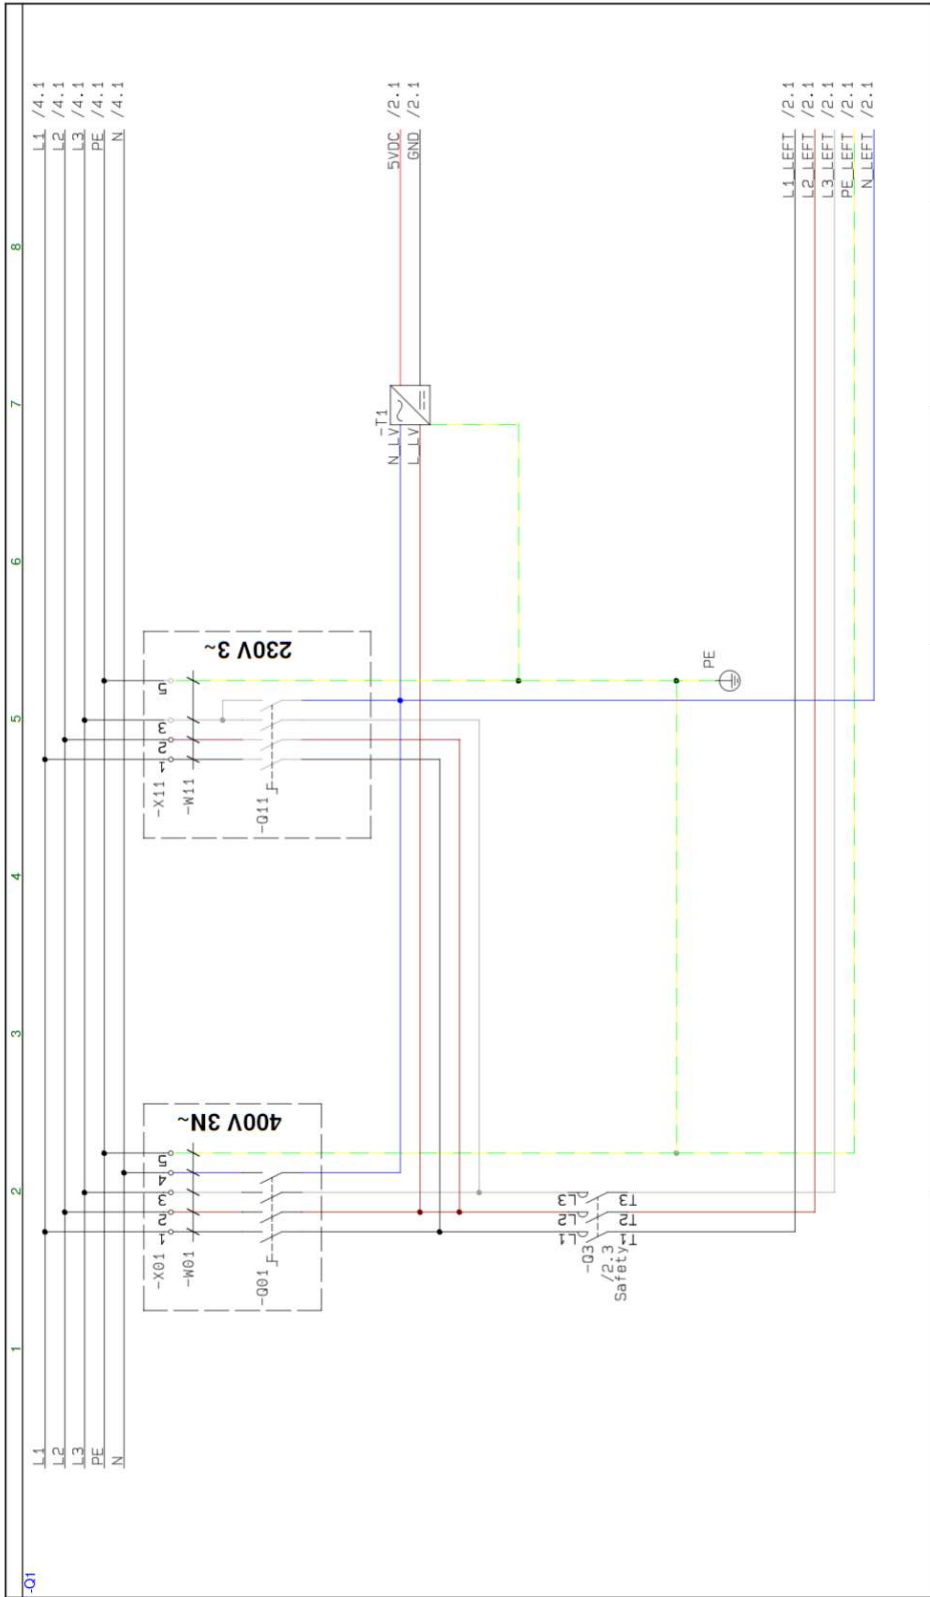 -Q1
1 2 3 4 5 6 7 8
L1 L1 /4.1
L2 L2 /4.1
L3 L3 /4.1
PE PE /4.1
N N /4.1
-X01 1 2 3 4 5
-W01
400V 3N~
-Q01
-X11 1 2 3 5
-W11
230V 3~
-Q11
-T1
N_LV 5VDC /2.1
L_LV GND /2.1
PE
-Q3 L1 L2 L3
/2.3
Safety T1 T2 T3
L1_LEFT /2.1
L2_LEFT /2.1
L3_LEFT /2.1
PE_LEFT /2.1
N_LEFT /2.1